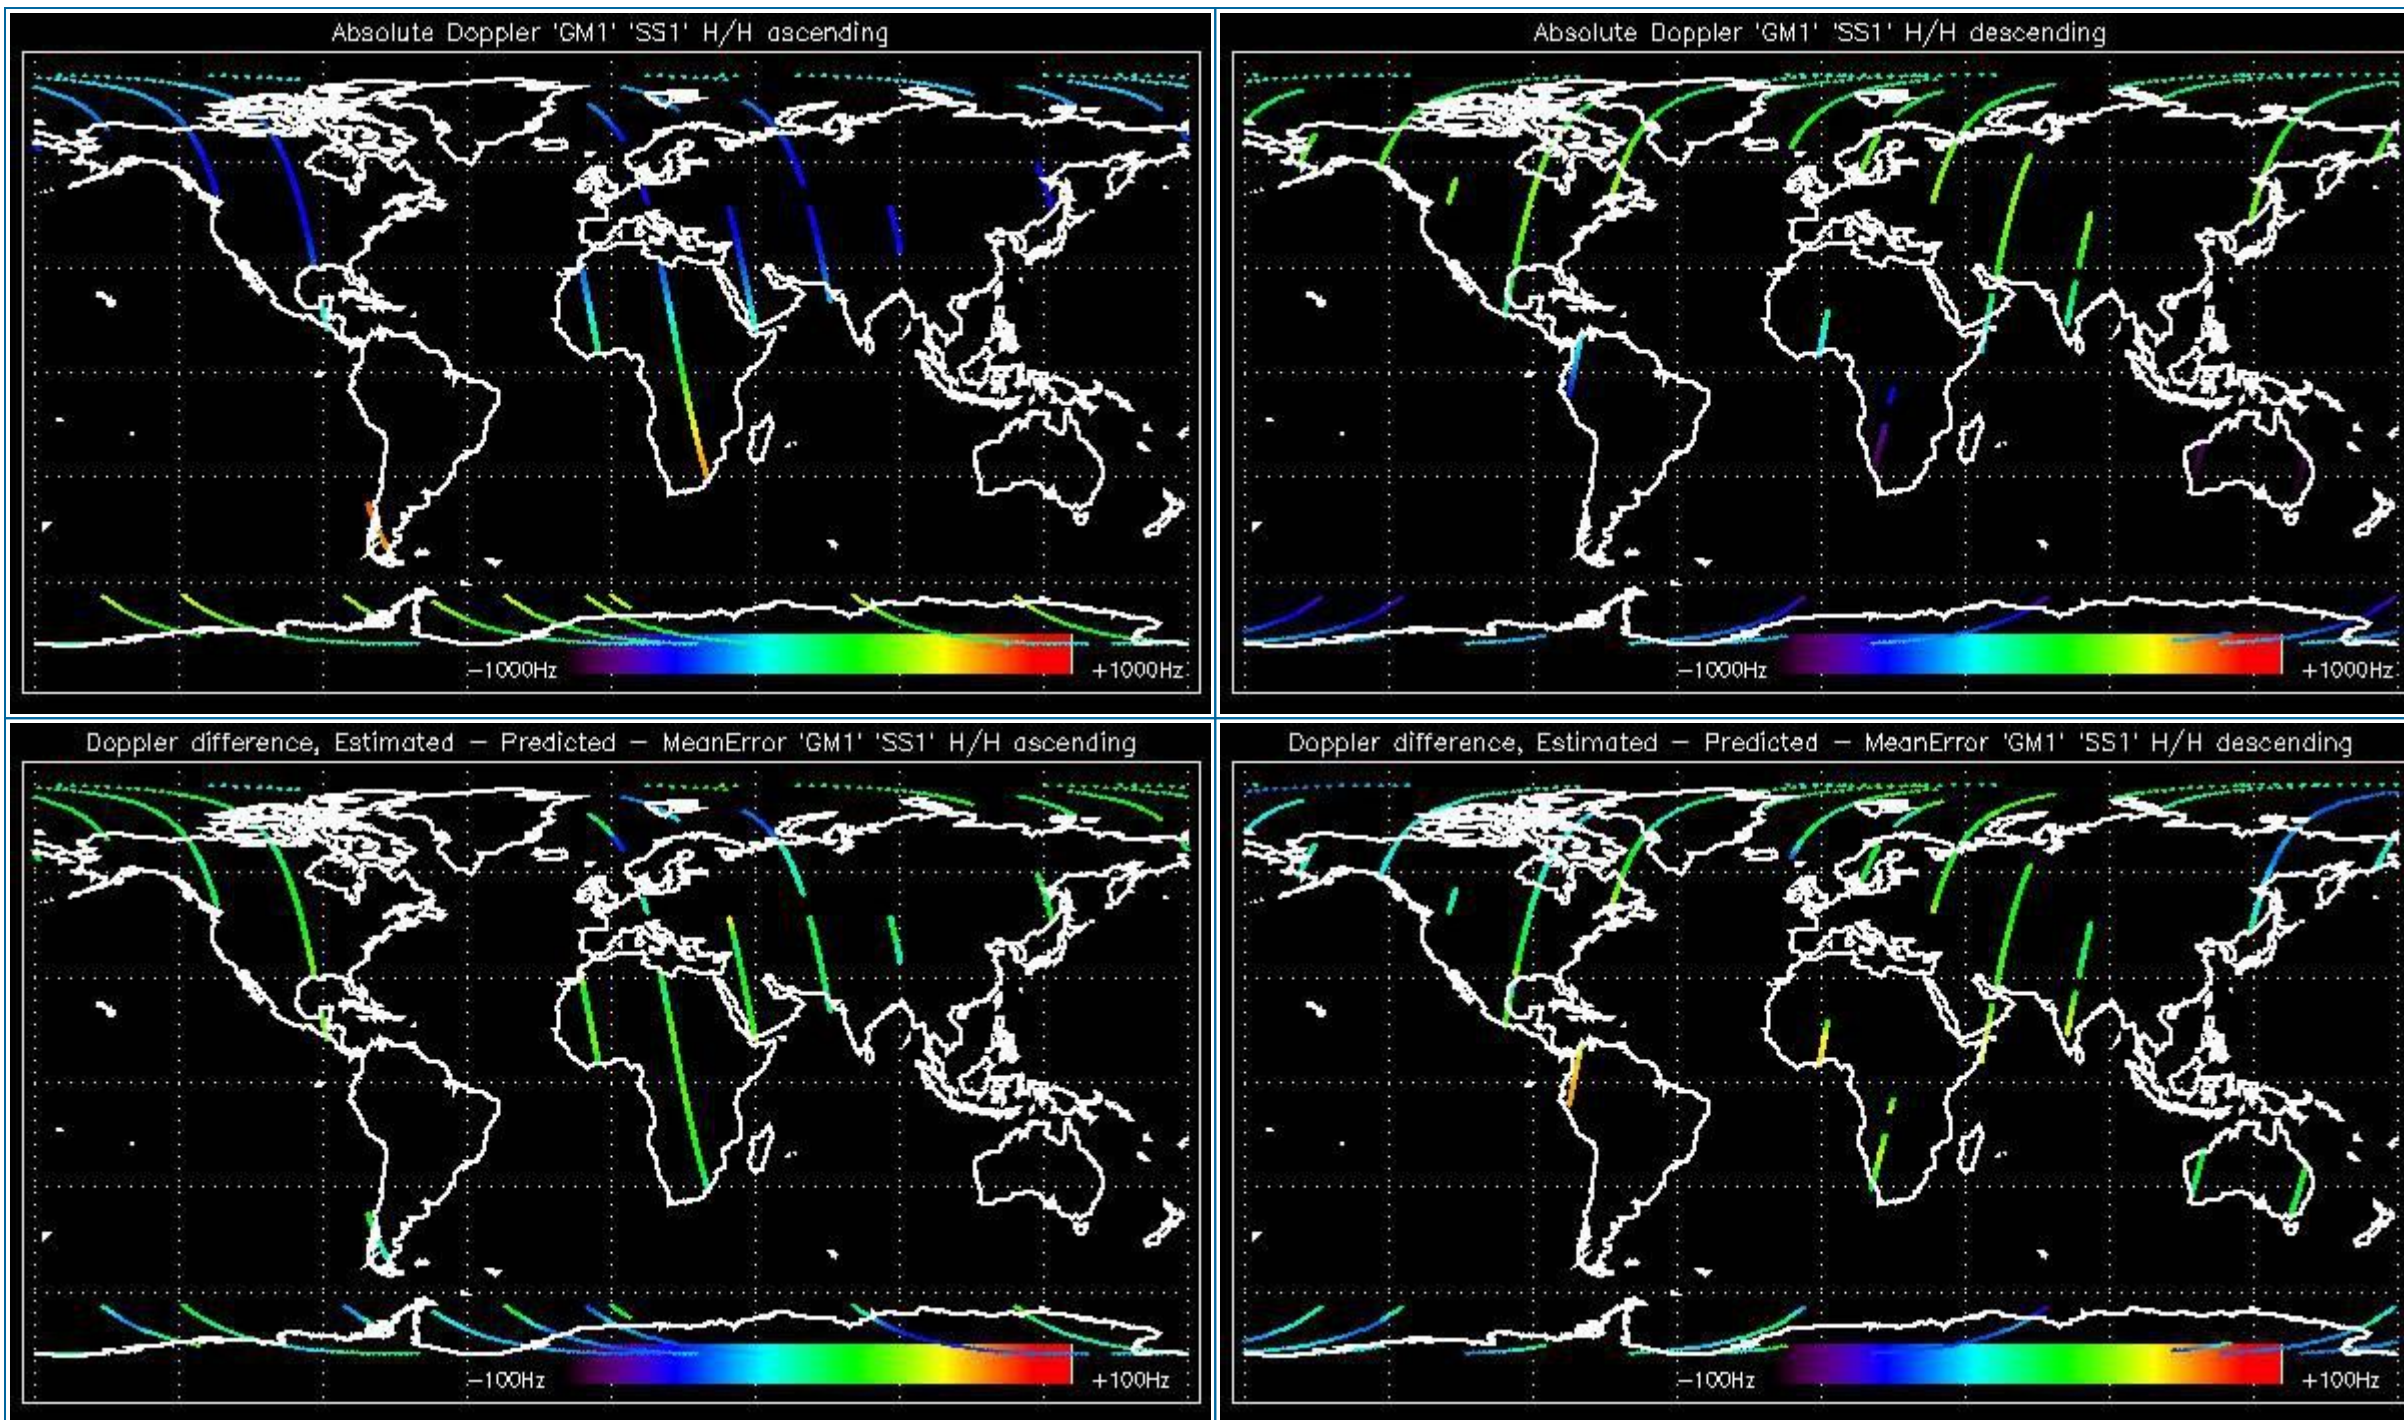 Absolute Doppler 'GM1' 'SS1' H/H ascending
-1000Hz
+1000Hz
Absolute Doppler 'GM1' 'SS1' H/H descending
-1000Hz
+1000Hz
Doppler difference, Estimated - Predicted - MeanError 'GM1' 'SS1' H/H ascending
-100Hz
+100Hz
Doppler difference, Estimated - Predicted - MeanError 'GM1' 'SS1' H/H descending
-100Hz
+100Hz